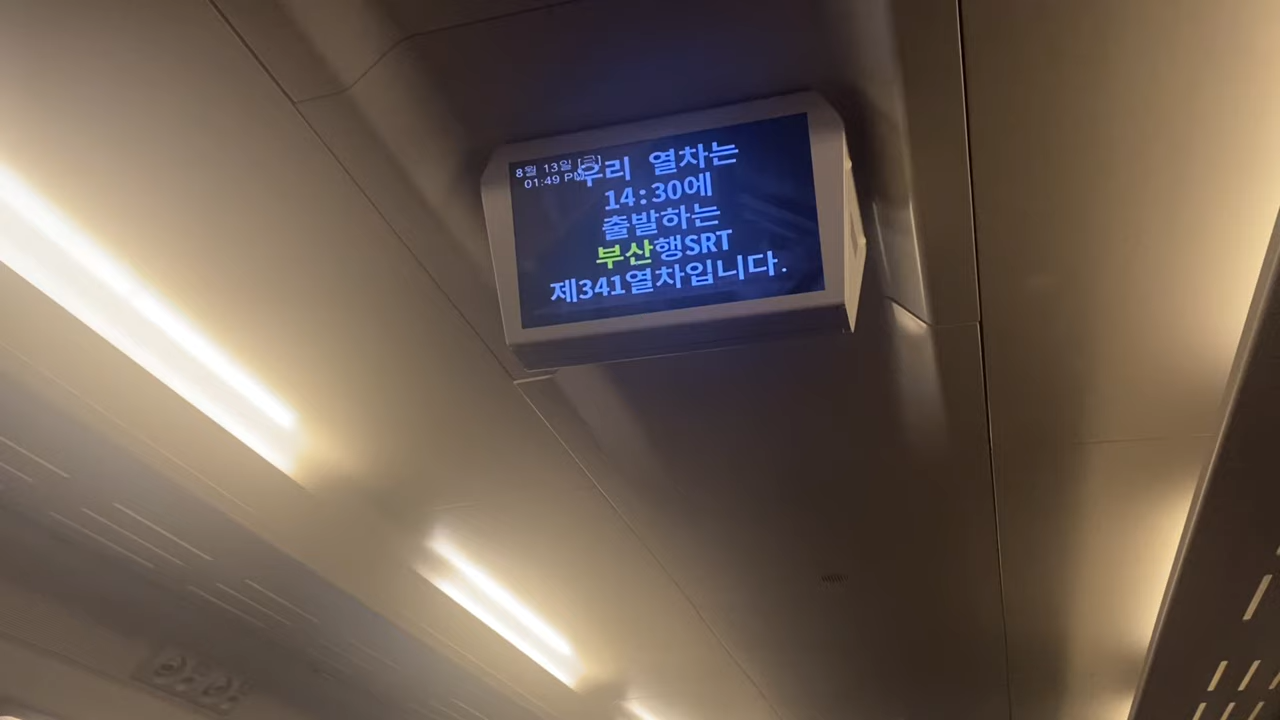 8월 13일 [금]
01:49 PM
우리 열차는
14:30에
출발하는
부산행SRT
제341열차입니다.